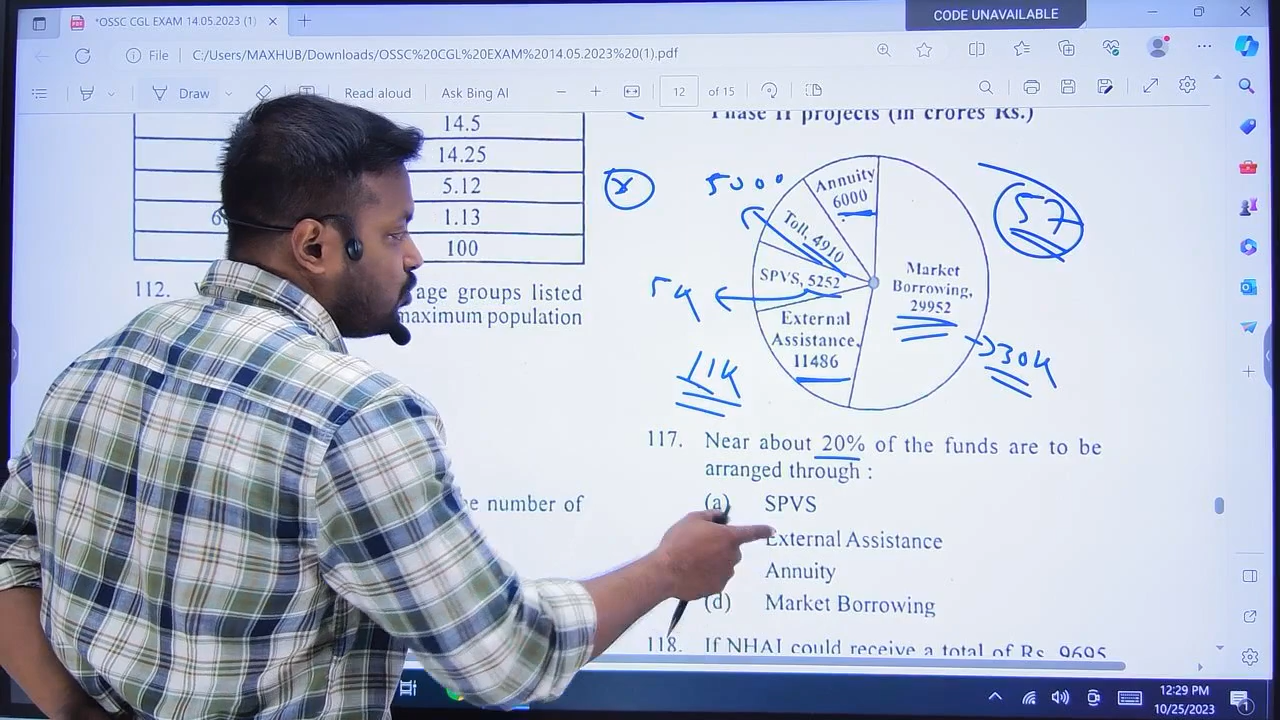 *OSSC CGL EXAM 14.05.2023 (1)
CODE UNAVAILABLE
File
C:/Users/MAXHUB/Downloads/OSSC%20CGL%20EXAM%2014.05.2023%20(1).pdf
Draw
Read aloud
Ask Bing AI
12
of 15
14.5
14.25
5.12
1.13
100
112.
age groups listed
maximum population
e number of
Phase II projects (in crores Rs.)
Annuity
6000
Toll, 4910
SPVS, 5252
External
Assistance,
11486
Market
Borrowing,
29952
5000
57
5K
11K
30K
117. Near about 20% of the funds are to be
arranged through :
(a) SPVS
External Assistance
Annuity
(d) Market Borrowing
118. If NHAI could receive a total of Rs. 9695
12:29 PM
10/25/2023